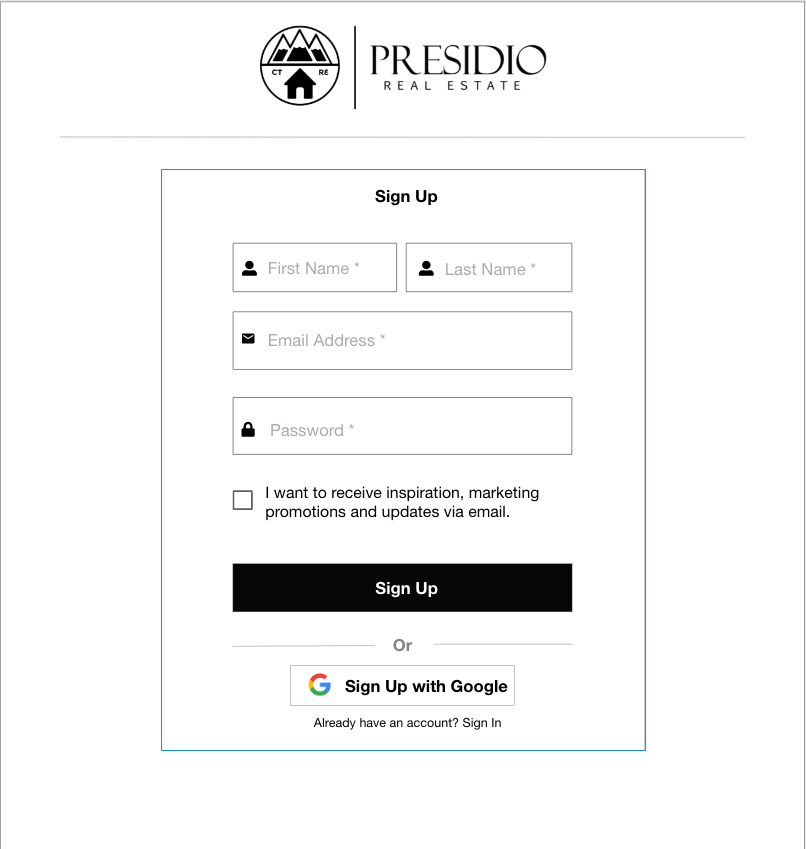 CT RE
PRESIDIO
REAL ESTATE
Sign Up
First Name * Last Name *
Email Address *
Password *
I want to receive inspiration, marketing
promotions and updates via email.
Sign Up
Or
Sign Up with Google
Already have an account? Sign In